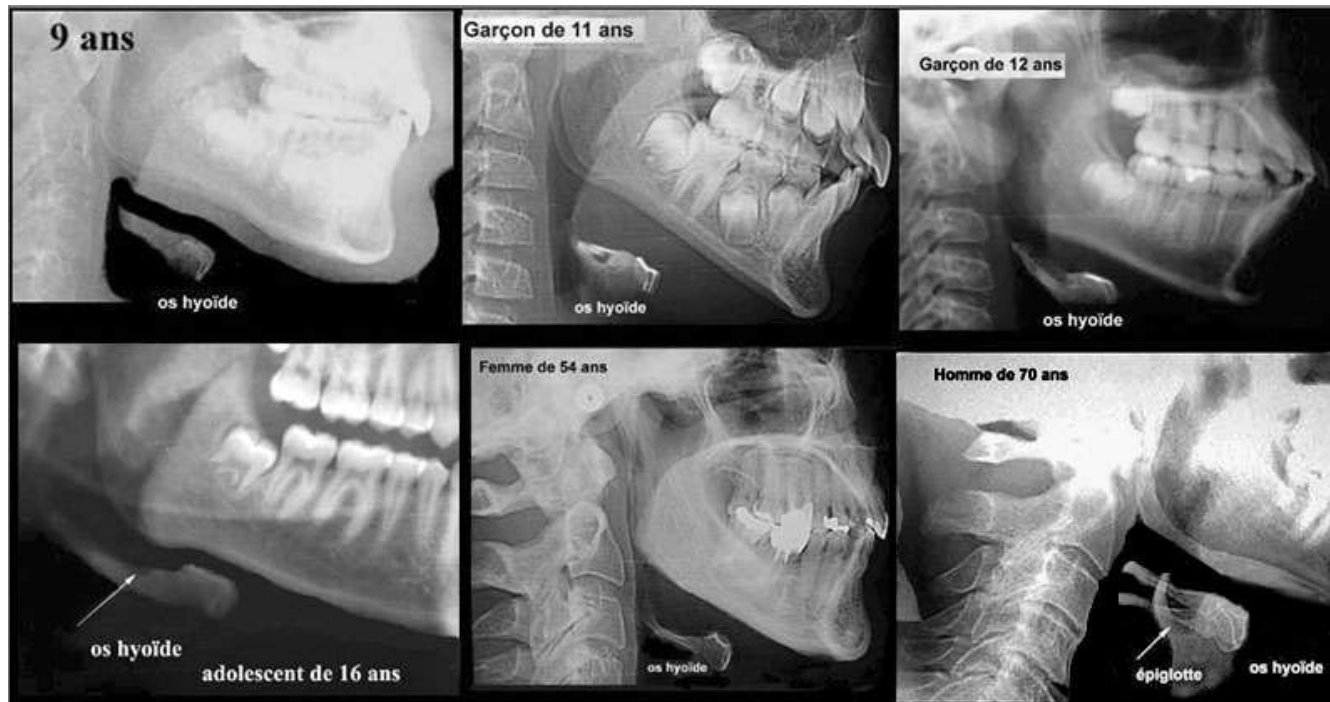 9 ans
os hyoïde
Garçon de 11 ans
os hyoïde
Garçon de 12 ans
os hyoïde
os hyoïde
adolescent de 16 ans
Femme de 54 ans
os hyoïde
Homme de 70 ans
épiglotte
os hyoïde